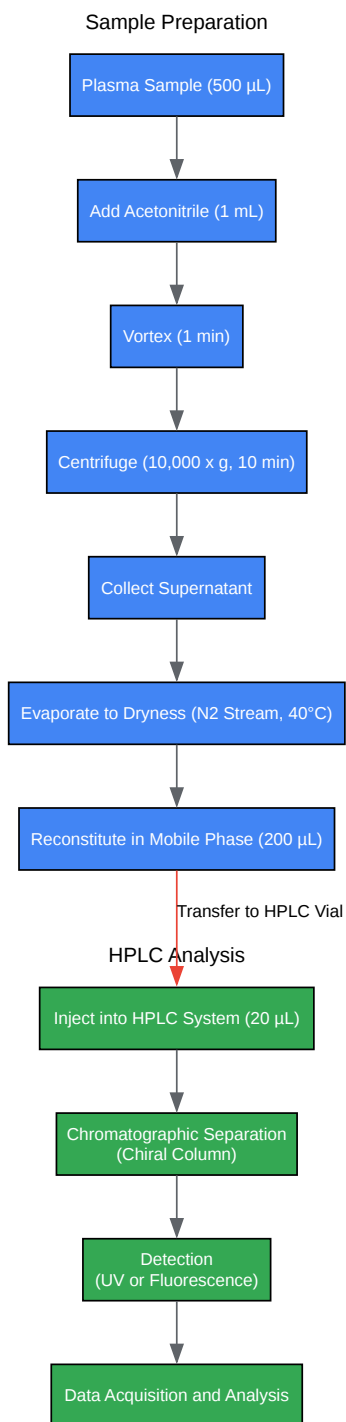 Sample Preparation
Plasma Sample (500 µL)
Add Acetonitrile (1 mL)
Vortex (1 min)
Centrifuge (10,000 x g, 10 min)
Collect Supernatant
Evaporate to Dryness (N2 Stream, 40°C)
Reconstitute in Mobile Phase (200 µL)
Transfer to HPLC Vial
HPLC Analysis
Inject into HPLC System (20 µL)
Chromatographic Separation
(Chiral Column)
Detection
(UV or Fluorescence)
Data Acquisition and Analysis